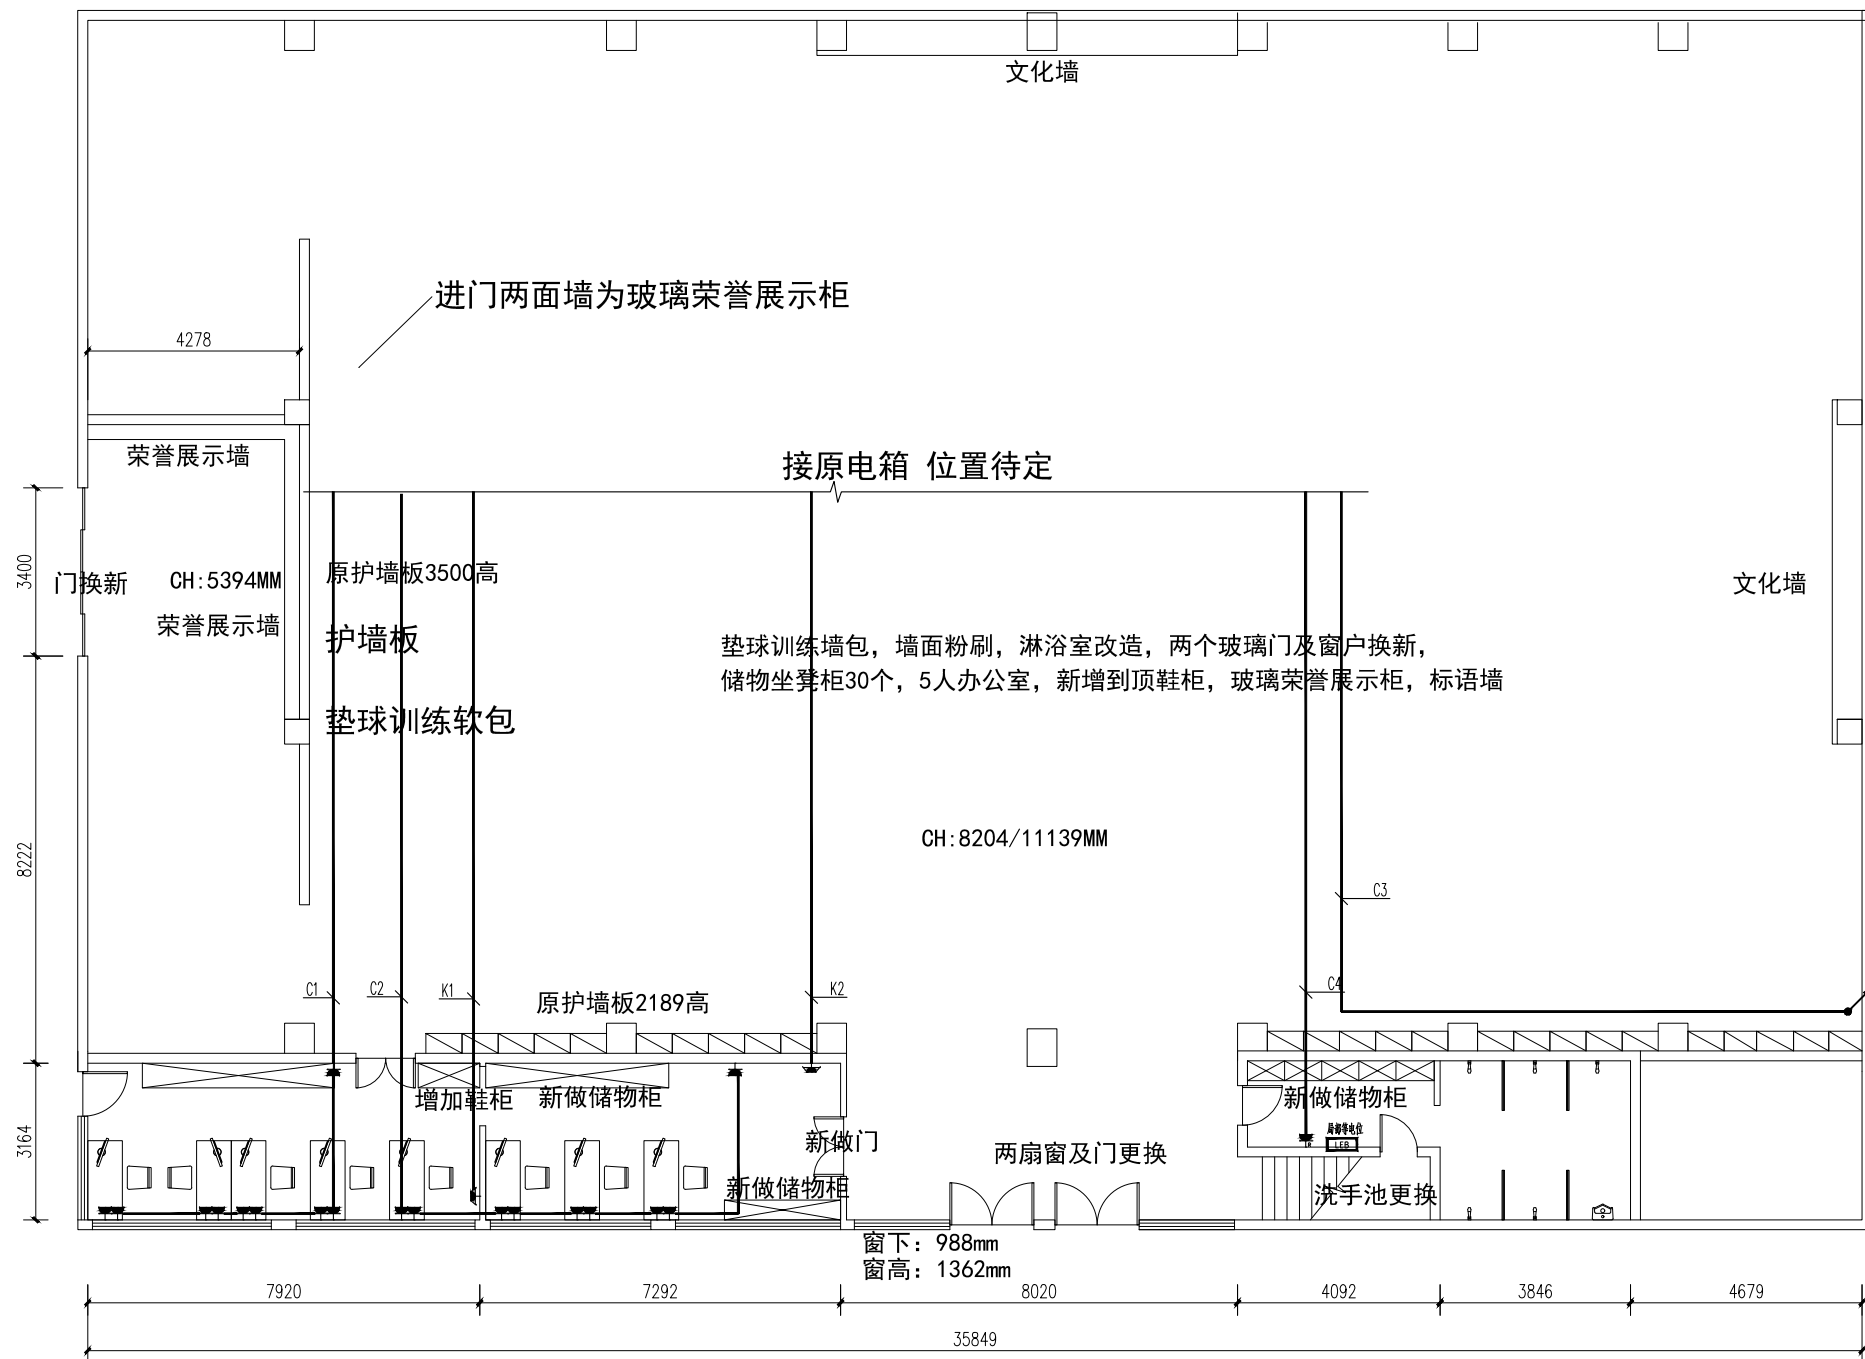 文化墙
进门两面墙为玻璃荣誉展示柜
4278
荣誉展示墙
接原电箱 位置待定
3400
门换新
CH:5394MM
原护墙板3500高
文化墙
荣誉展示墙
护墙板
垫球训练墙包，墙面粉刷，淋浴室改造，两个玻璃门及窗户换新，
储物坐凳柜30个，5人办公室，新增到顶鞋柜，玻璃荣誉展示柜，标语墙
垫球训练软包
CH:8204/11139MM
8222
C3
C1
C2
K1
原护墙板2189高
K2
C4
增加鞋柜
新做储物柜
新做储物柜
3164
局部等电位
LEB
新做门
两扇窗及门更换
新做储物柜
洗手池更换
窗下：988mm
窗高：1362mm
7920
7292
8020
4092
3846
4679
35849